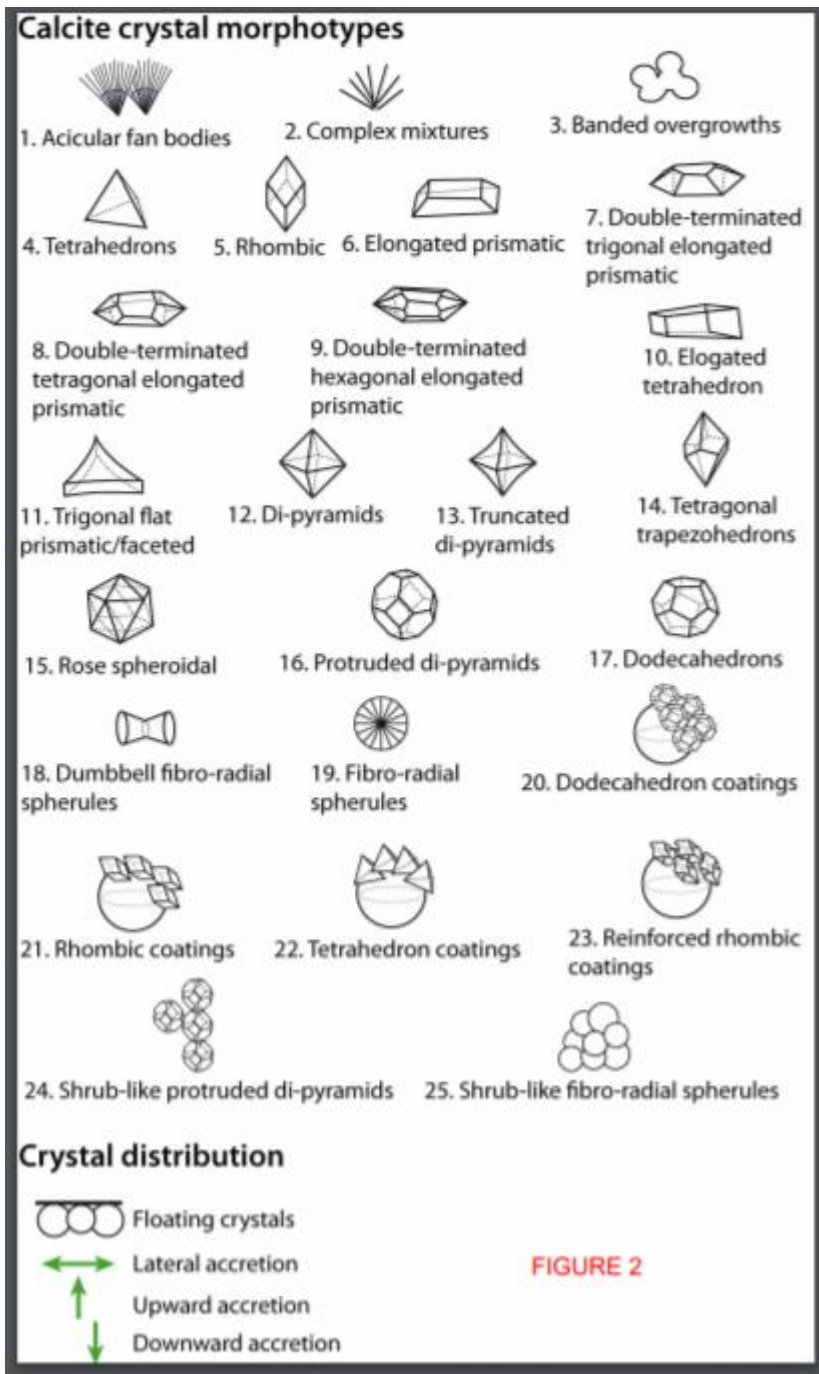 Calcite crystal morphotypes
1. Acicular fan bodies
2. Complex mixtures
3. Banded overgrowths
4. Tetrahedrons
5. Rhombic
6. Elongated prismatic
7. Double-terminated
trigonal elongated
prismatic
8. Double-terminated
tetragonal elongated
prismatic
9. Double-terminated
hexagonal elongated
prismatic
10. Elogated
tetrahedron
11. Trigonal flat
prismatic/faceted
12. Di-pyramids
13. Truncated
di-pyramids
14. Tetragonal
trapezohedrons
15. Rose spheroidal
16. Protruded di-pyramids
17. Dodecahedrons
18. Dumbbell fibro-radial
spherules
19. Fibro-radial
spherules
20. Dodecahedron coatings
21. Rhombic coatings
22. Tetrahedron coatings
23. Reinforced rhombic
coatings
24. Shrub-like protruded di-pyramids
25. Shrub-like fibro-radial spherules
Crystal distribution
Floating crystals
Lateral accretion
Upward accretion
Downward accretion
FIGURE 2